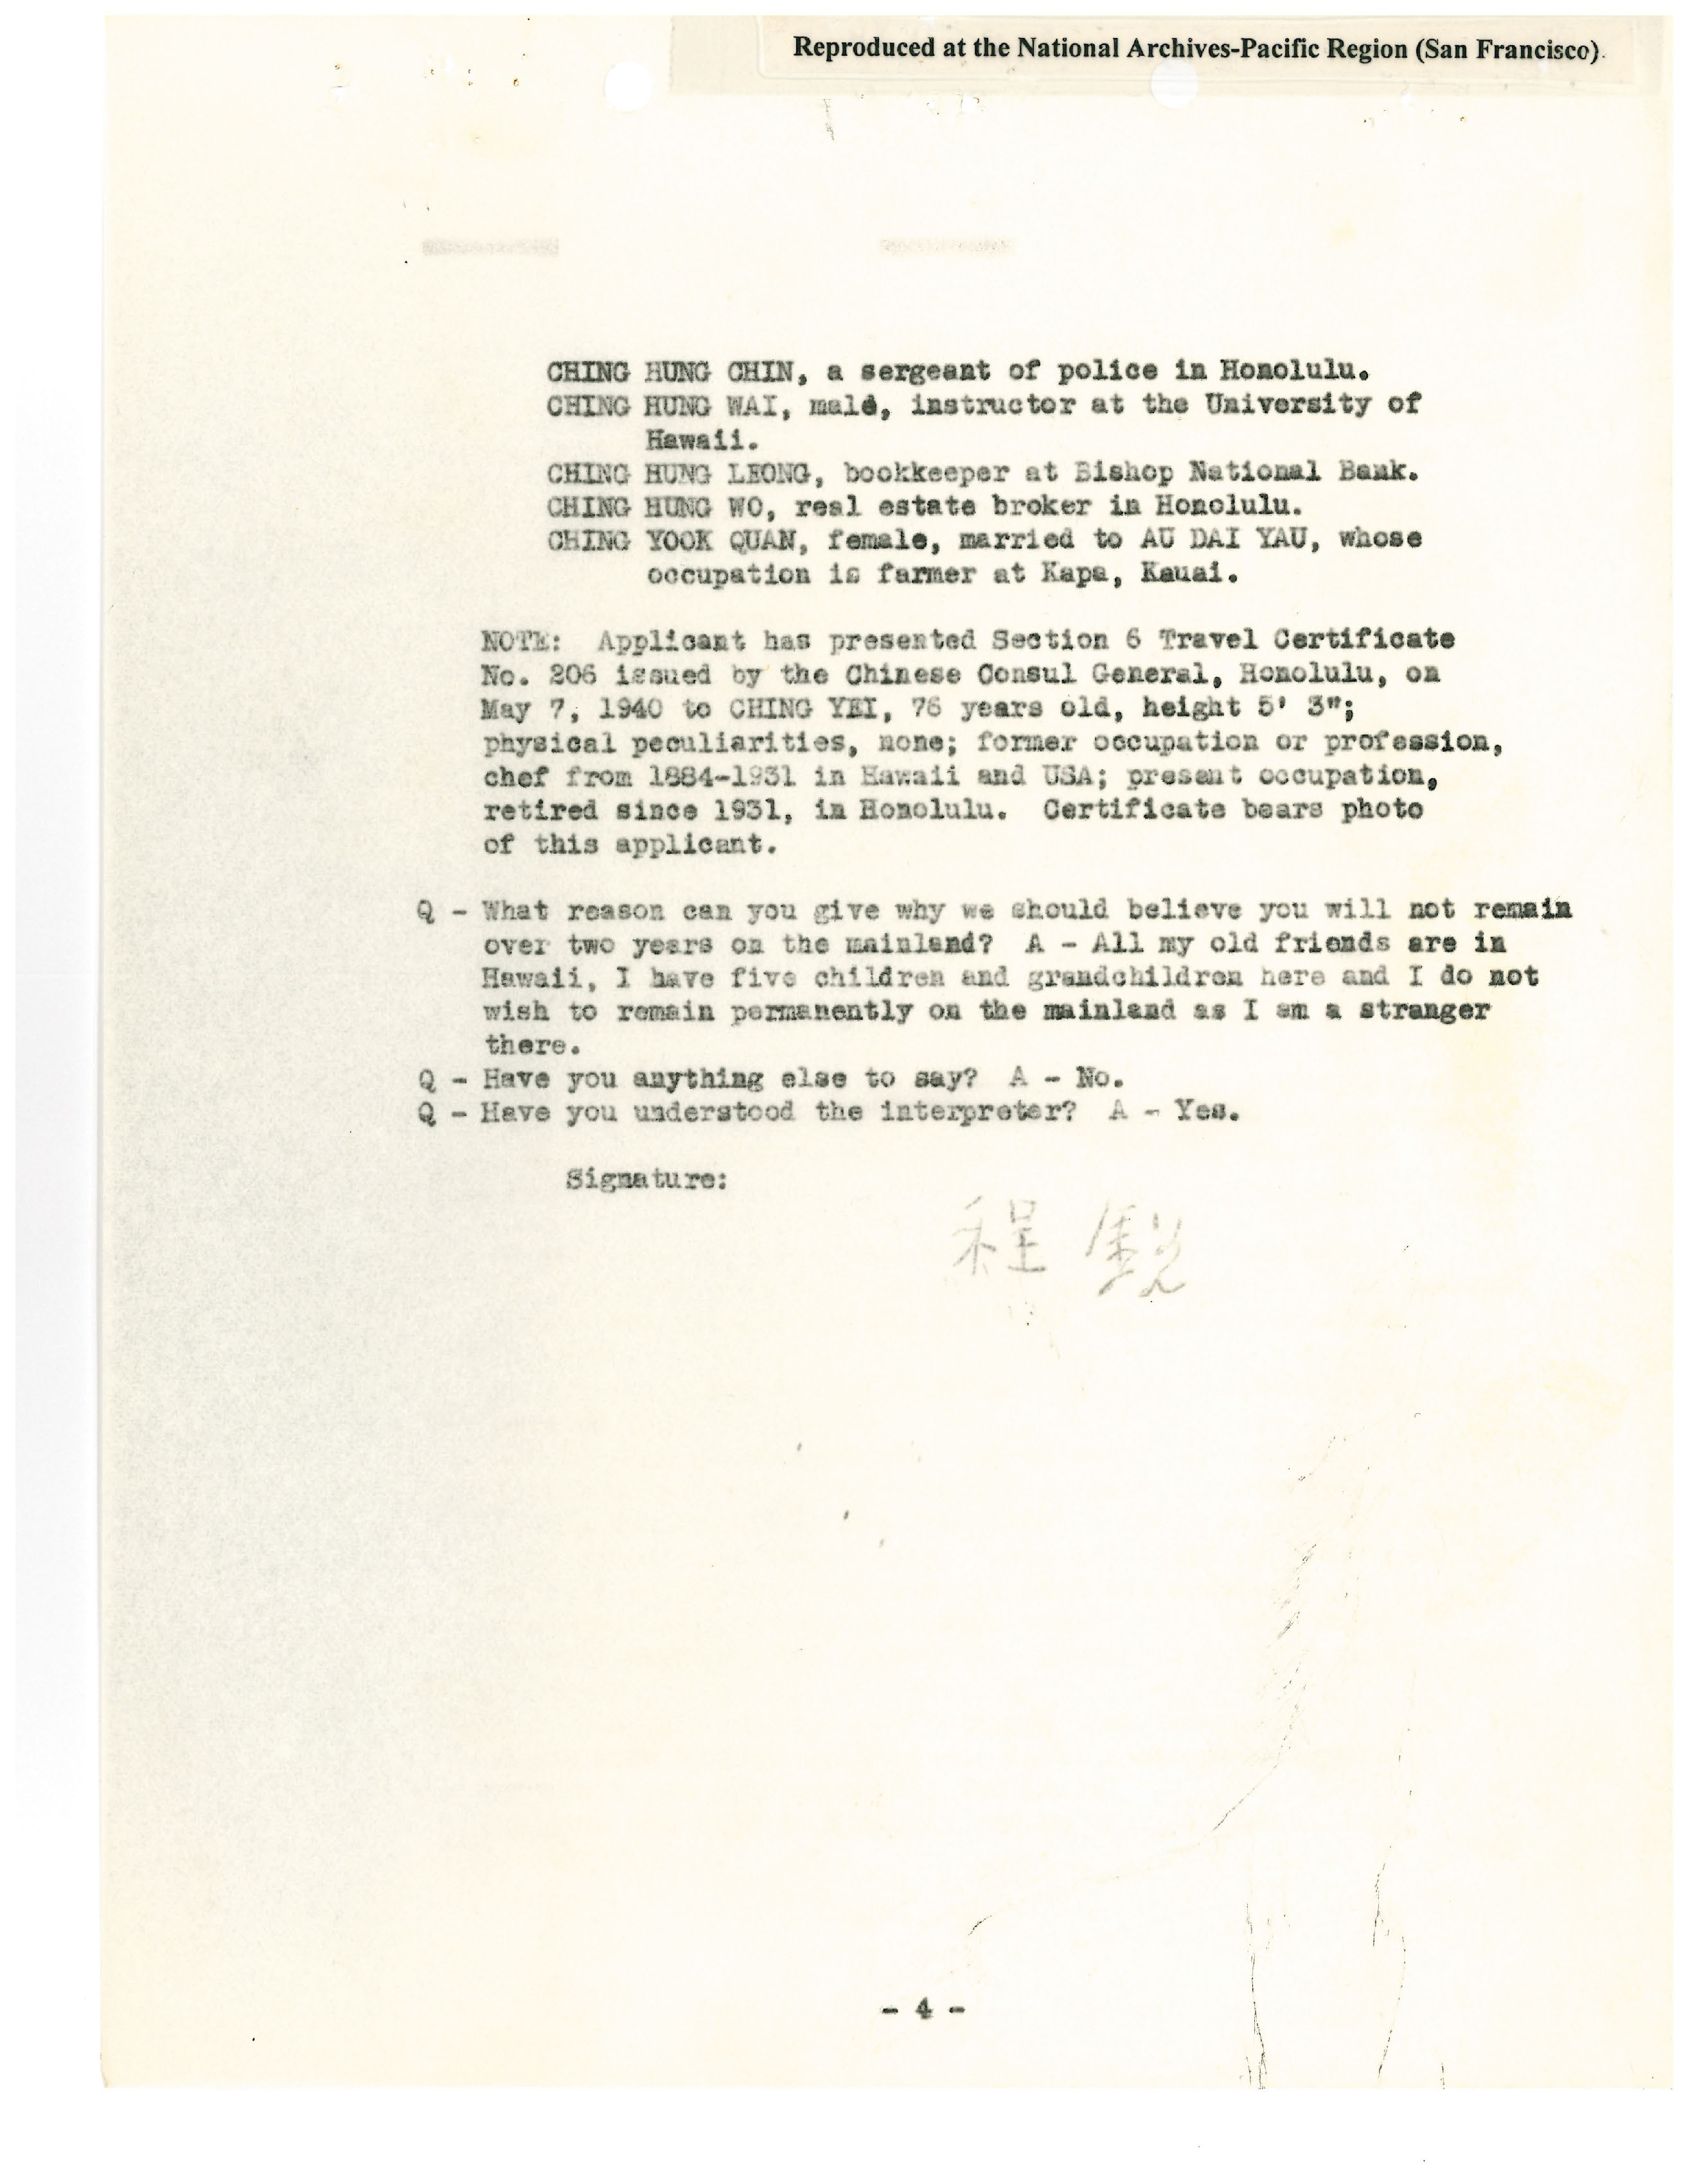 Reproduced at the National Archives-Pacific Region (San Francisco).
CHING HUNG CHIN, a sergeant of police in Honolulu.
CHING HUNG WAI, male, instructor at the University of
Hawaii.
CHING HUNG LEONG, bookkeeper at Bishop National Bank.
CHING HUNG WO, real estate broker in Honolulu.
CHING YOOK QUAN, female, married to AU DAI YAU, whose
occupation is farmer at Kapa, Kauai.
NOTE: Applicant has presented Section 6 Travel Certificate
No. 206 issued by the Chinese Consul General, Honolulu, on
May 7, 1940 to CHING YEI, 76 years old, height 5' 3";
physical peculiarities, none; former occupation or profession,
chef from 1884-1931 in Hawaii and USA; present occupation,
retired since 1931, in Honolulu. Certificate bears photo
of this applicant.
Q - What reason can you give why we should believe you will not remain
over two years on the mainland? A - All my old friends are in
Hawaii, I have five children and grandchildren here and I do not
wish to remain permanently on the mainland as I am a stranger
there.
Q - Have you anything else to say? A - No.
Q - Have you understood the interpreter? A - Yes.
Signature:
程 銳
- 4 -